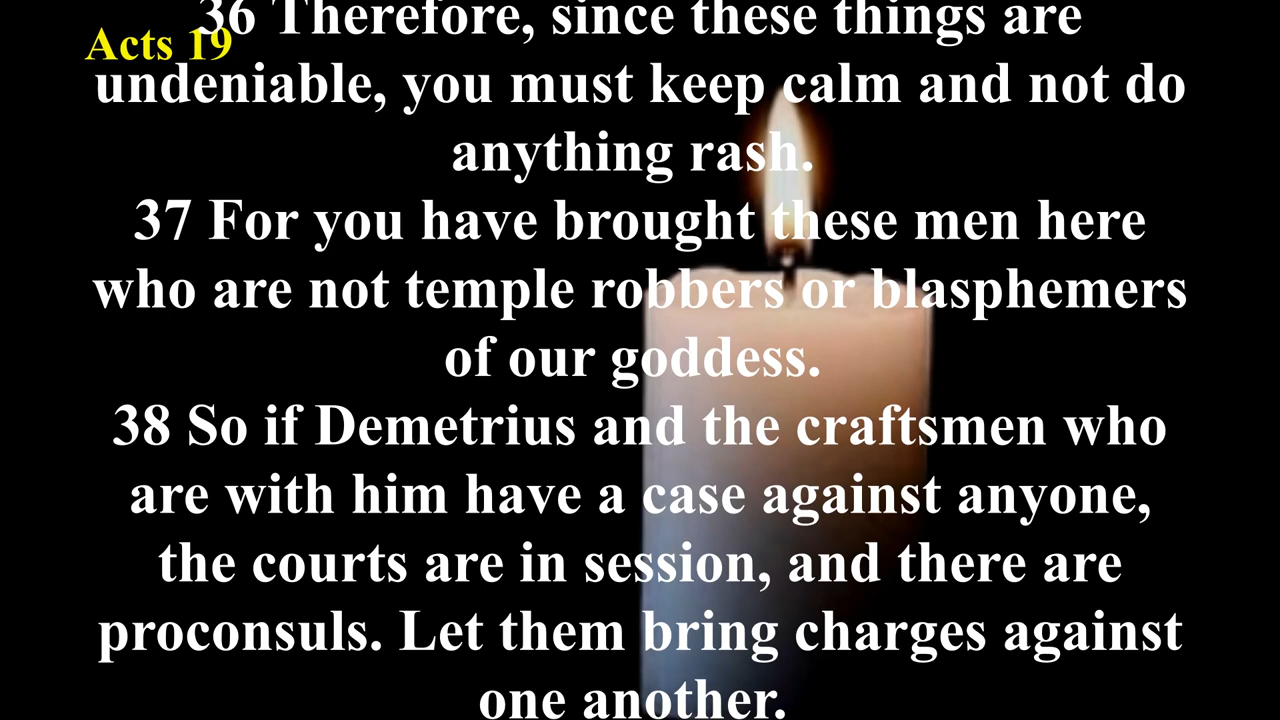 36 Therefore, since these things are
Acts 19
undeniable, you must keep calm and not do
anything rash.
37 For you have brought these men here
who are not temple robbers or blasphemers
of our goddess.
38 So if Demetrius and the craftsmen who
are with him have a case against anyone,
the courts are in session, and there are
proconsuls. Let them bring charges against
one another.